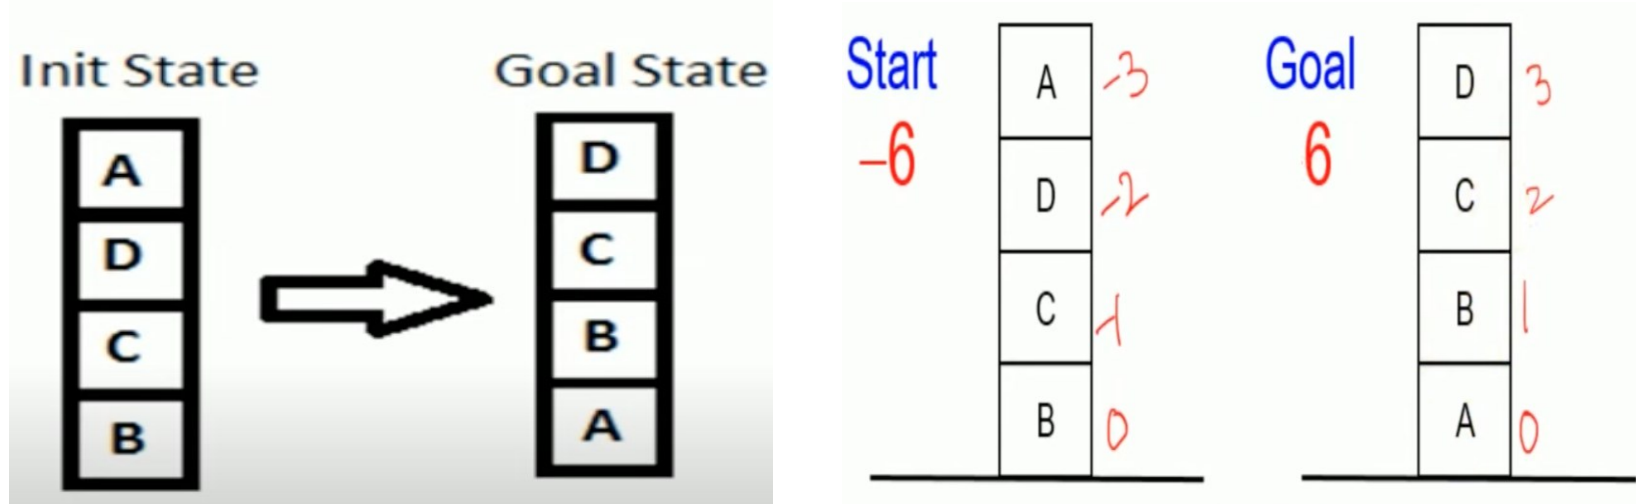 Init State
A
D
C
B
Goal State
D
C
B
A
Start
-6
A -3
D -2
C -1
B 0
Goal
6
D 3
C 2
B 1
A 0